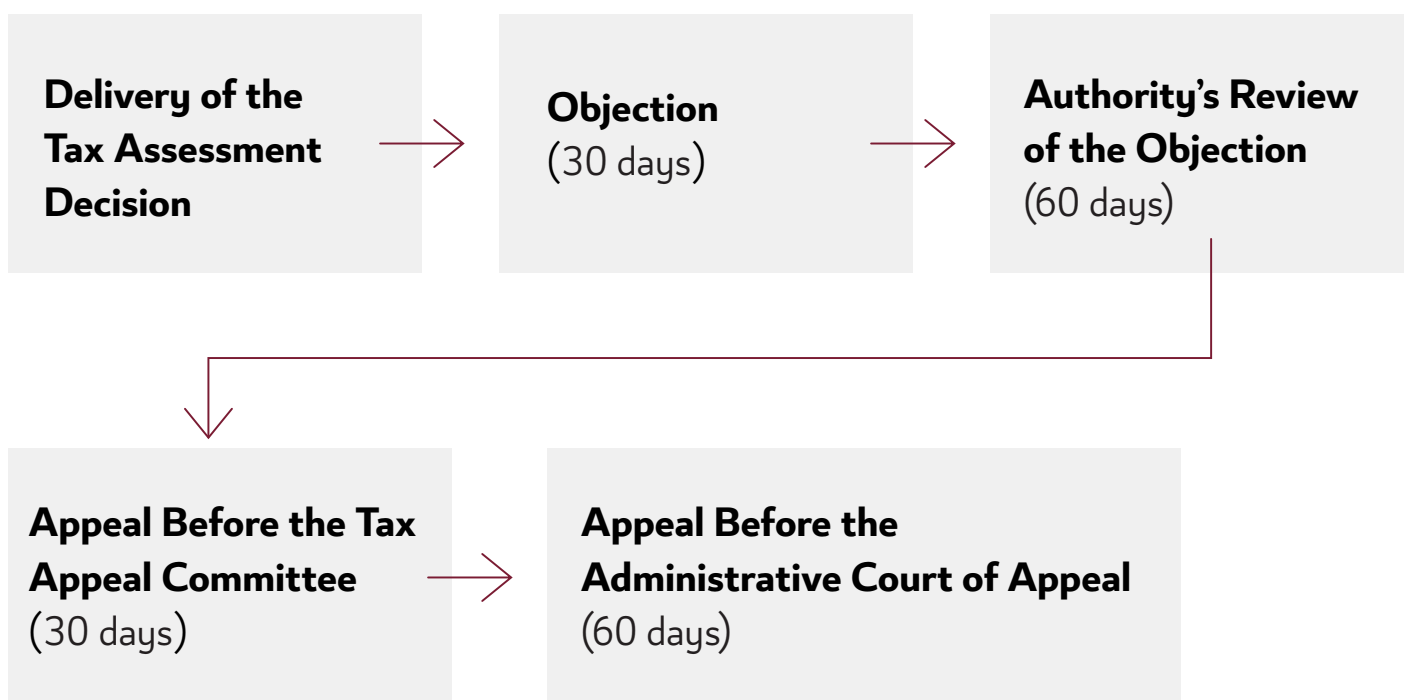 Delivery of the
Tax Assessment
Decision
Objection
(30 days)
Authority's Review
of the Objection
(60 days)
Appeal Before the Tax
Appeal Committee
(30 days)
Appeal Before the
Administrative Court of Appeal
(60 days)